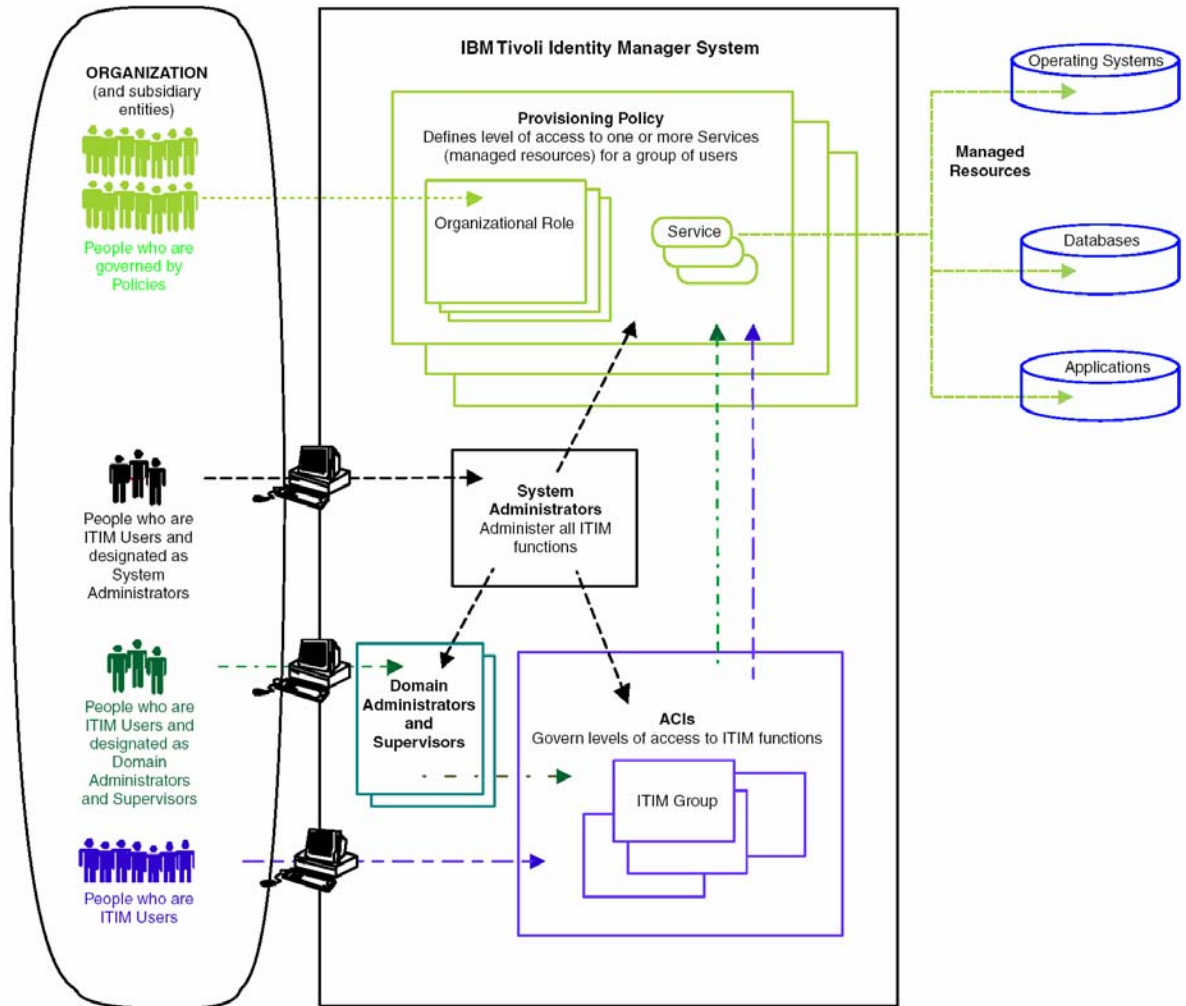 IBM Tivoli Identity Manager System
ORGANIZATION
(and subsidiary
entities)
People who are
governed by
Policies
Provisioning Policy
Defines level of access to one or more Services
(managed resources) for a group of users
Organizational Role
Service
Managed
Resources
Operating Systems
Databases
Applications
People who are
ITIM Users and
designated as
System
Administrators
System
Administrators
Administer all ITIM
functions
People who are
ITIM Users and
designated as
Domain
Administrators
and Supervisors
Domain
Administrators
and
Supervisors
ACIs
Govern levels of access to ITIM functions
ITIM Group
People who are
ITIM Users